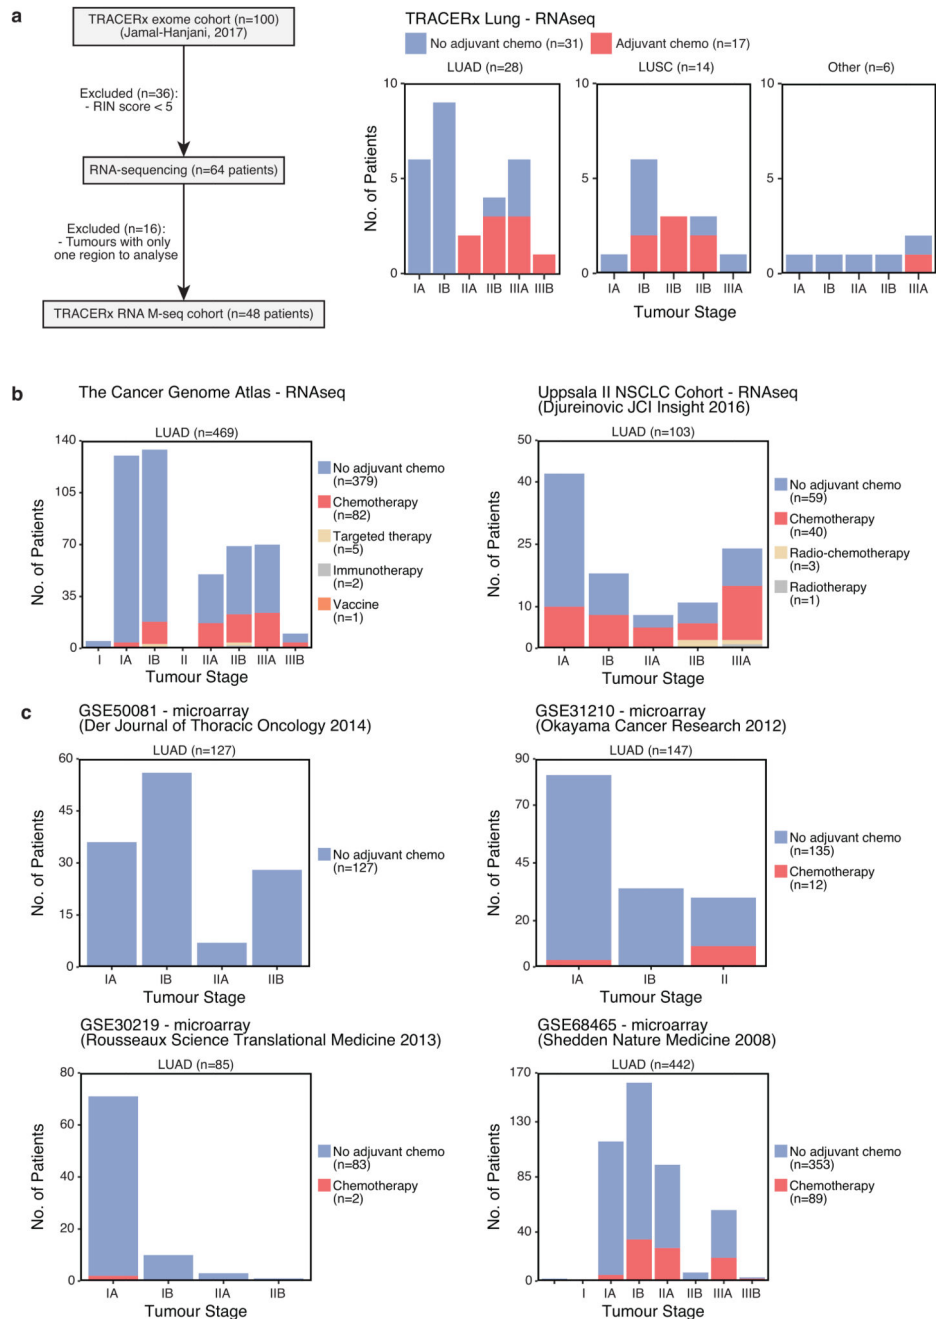 a
TRACERx exome cohort (n=100)
(Jamal-Hanjani, 2017)
Excluded (n=36):
- RIN score < 5
RNA-sequencing (n=64 patients)
Excluded (n=16):
- Tumours with only
one region to analyse
TRACERx RNA M-seq cohort (n=48 patients)
TRACERx Lung - RNAseq
No adjuvant chemo (n=31) Adjuvant chemo (n=17)
LUAD (n=28) LUSC (n=14) Other (n=6)
No. of Patients
10 10 10
5 5 5
0 0 0
IA IB IIA IIB IIIA IIIB IA IB IIB IIB IIIA IA IB IIA IIB IIIA
Tumour Stage
b
The Cancer Genome Atlas - RNAseq
LUAD (n=469)
No. of Patients
140
105
70
35
0
I IA IB II IIA IIB IIIA IIIB
Tumour Stage
No adjuvant chemo
(n=379)
Chemotherapy
(n=82)
Targeted therapy
(n=5)
Immunotherapy
(n=2)
Vaccine
(n=1)
Uppsala II NSCLC Cohort - RNAseq
(Djureinovic JCI Insight 2016)
LUAD (n=103)
No. of Patients
50
40
25
10
0
IA IB IIA IIB IIIA
Tumour Stage
No adjuvant chemo
(n=59)
Chemotherapy
(n=40)
Radio-chemotherapy
(n=3)
Radiotherapy
(n=1)
c
GSE50081 - microarray
(Der Journal of Thoracic Oncology 2014)
LUAD (n=127)
No. of Patients
60
45
30
15
0
IA IB IIA IIB
Tumour Stage
No adjuvant chemo
(n=127)
GSE31210 - microarray
(Okayama Cancer Research 2012)
LUAD (n=147)
No. of Patients
90
70
45
20
0
IA IB II
Tumour Stage
No adjuvant chemo
(n=135)
Chemotherapy
(n=12)
GSE30219 - microarray
(Rousseaux Science Translational Medicine 2013)
LUAD (n=85)
No. of Patients
80
60
40
20
0
IA IB IIA IIB
Tumour Stage
No adjuvant chemo
(n=83)
Chemotherapy
(n=2)
GSE68465 - microarray
(Shedden Nature Medicine 2008)
LUAD (n=442)
No. of Patients
170
130
85
40
0
I IA IB IIA IIB IIIA IIIB
Tumour Stage
No adjuvant chemo
(n=353)
Chemotherapy
(n=89)